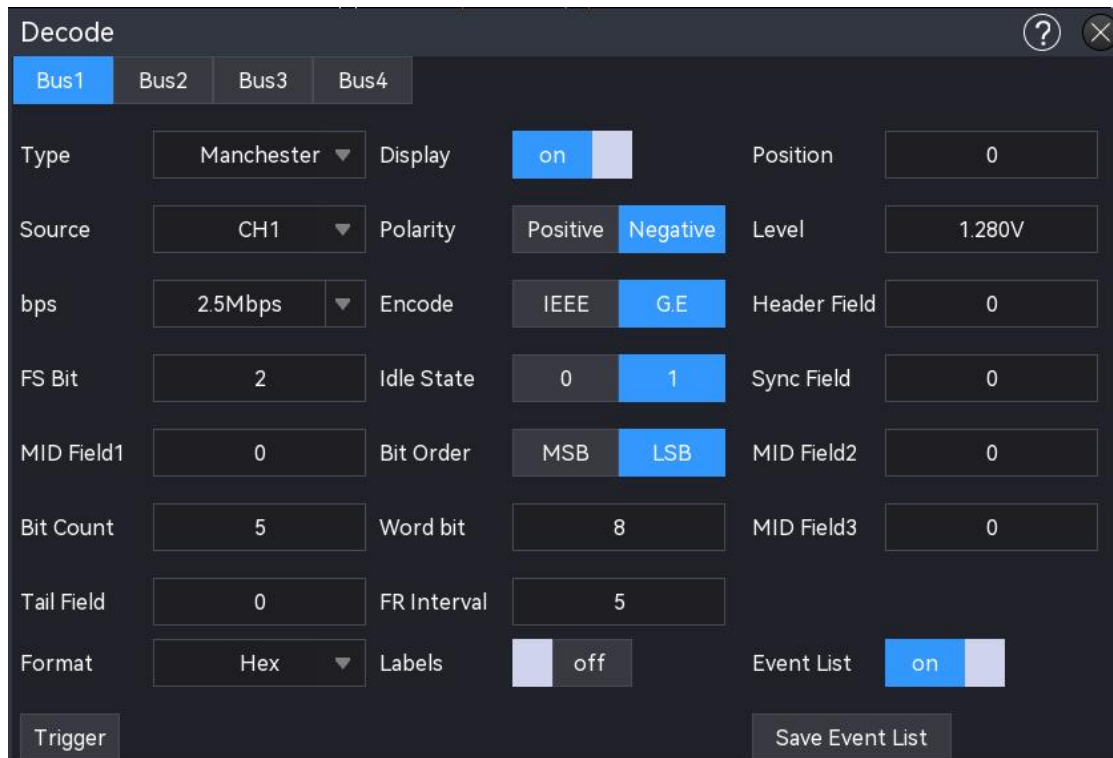 Decode ?
Bus1 Bus2 Bus3 Bus4
Type Manchester Display on Position 0
Source CH1 Polarity Positive Negative Level 1.280V
bps 2.5Mbps Encode IEEE G.E Header Field 0
FS Bit 2 Idle State 0 1 Sync Field 0
MID Field1 0 Bit Order MSB LSB MID Field2 0
Bit Count 5 Word bit 8 MID Field3 0
Tail Field 0 FR Interval 5
Format Hex Labels off Event List on
Trigger Save Event List